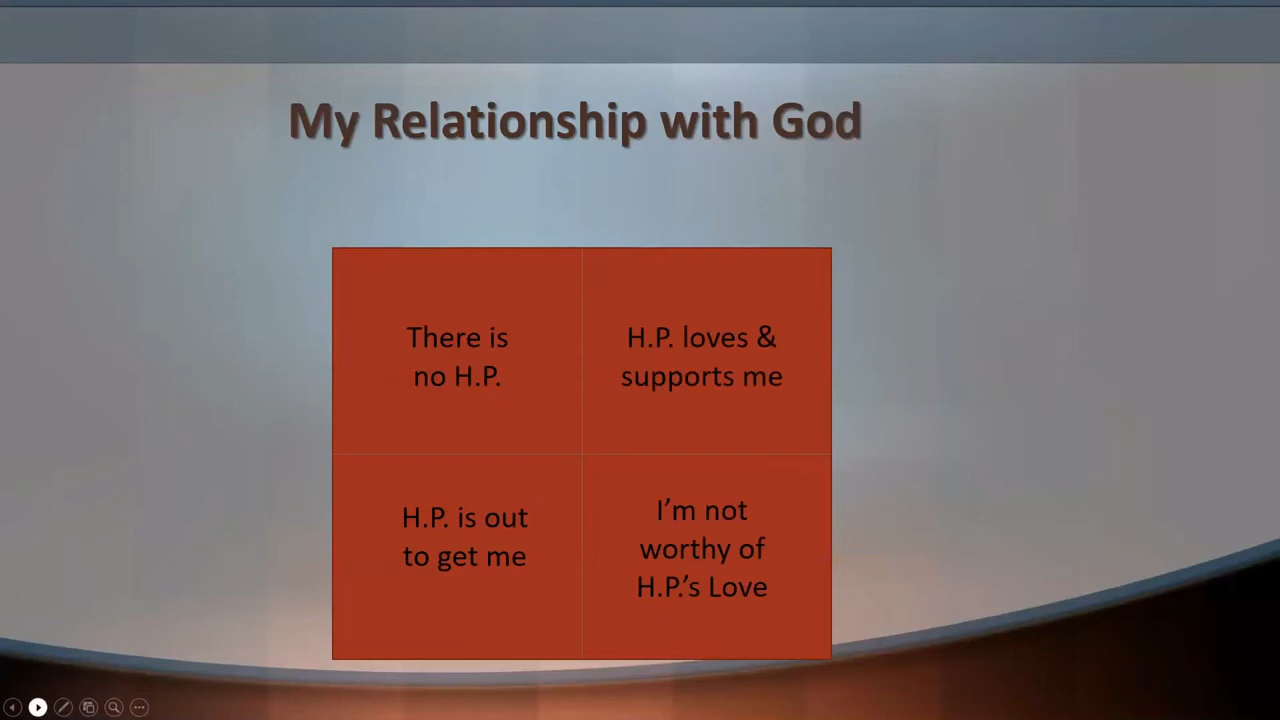 My Relationship with God
There is
no H.P.
H.P. loves &
supports me
H.P. is out
to get me
I’m not
worthy of
H.P.’s Love